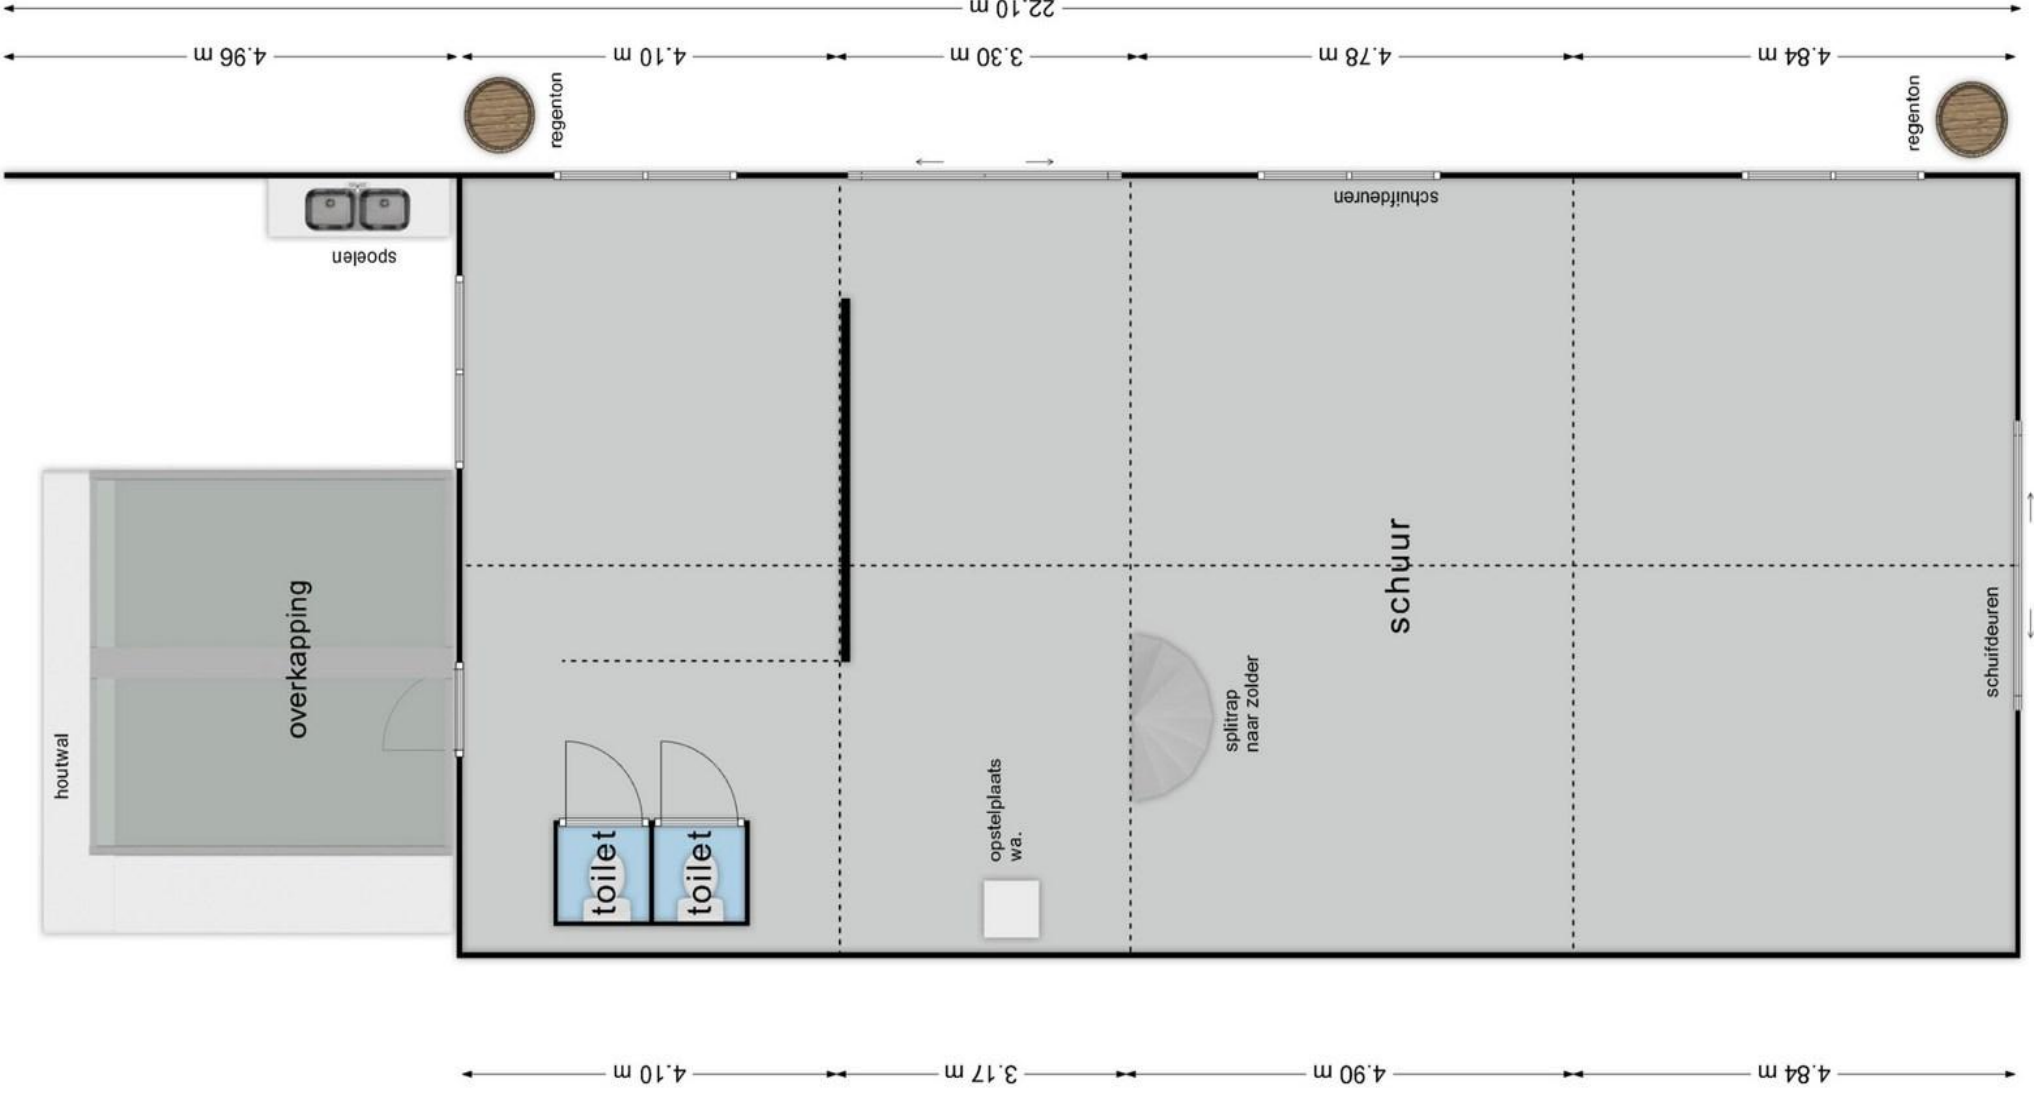 22.10 m
4.96 m
4.10 m
3.30 m
4.78 m
4.84 m
regenton
regenton
schuifdeuren
spoelen
overkapping
houtwal
schuur
splitrap
naar zolder
schuifdeuren
opstelplaats
wa.
toilet
toilet
4.10 m
3.17 m
4.90 m
4.84 m